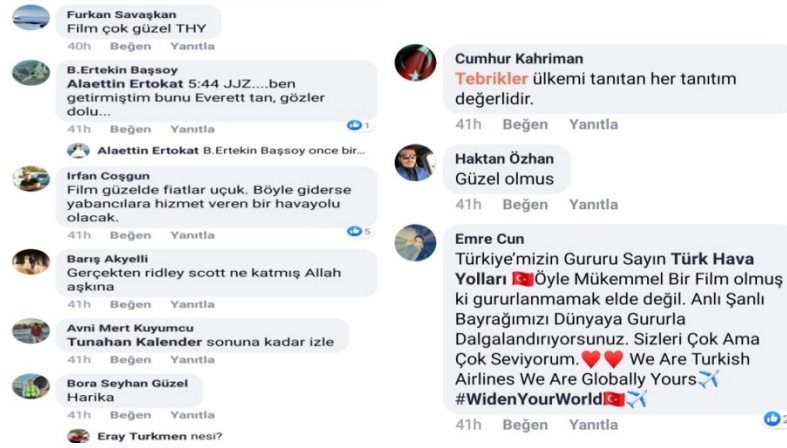 Furkan Savaşkan
Film çok güzel THY
40h Beğen Yanıtla
B.Ertekin Başsoy
Alaettin Ertokat 5:44 JJZ....ben
getirmiştim bunu Everett tan, gözler
dolu...
41h Beğen Yanıtla 1
Alaettin Ertokat B.Ertekin Başsoy once bir...
Irfan Coşgun
Film güzelde fiatlar uçuk. Böyle giderse
yabancılara hizmet veren bir havayolu
olacak.
41h Beğen Yanıtla 5
Barış Akyelli
Gerçekten ridley scott ne katmış Allah
aşkına
41h Beğen Yanıtla
Avni Mert Kuyumcu
Tunahan Kalender sonuna kadar izle
41h Beğen Yanıtla
Bora Seyhan Güzel
Harika
41h Beğen Yanıtla
Eray Turkmen nesi?
Cumhur Kahriman
Tebrikler ülkemi tanıtan her tanıtım
değerlidir.
41h Beğen Yanıtla
Haktan Özhan
Güzel olmus
41h Beğen Yanıtla
Emre Cun
Türkiye’mizin Gururu Sayın Türk Hava
Yolları 🇹🇷Öyle Mükemmel Bir Film olmuş
ki gururlanmamak elde değil. Anlı Şanlı
Bayrağımızı Dünyaya Gururla
Dalgalandırıyorsunuz. Sizleri Çok Ama
Çok Seviyorum.❤️❤️ We Are Turkish
Airlines We Are Globally Yours✈️
#WidenYourWorld🇹🇷✈️
41h Beğen Yanıtla 2